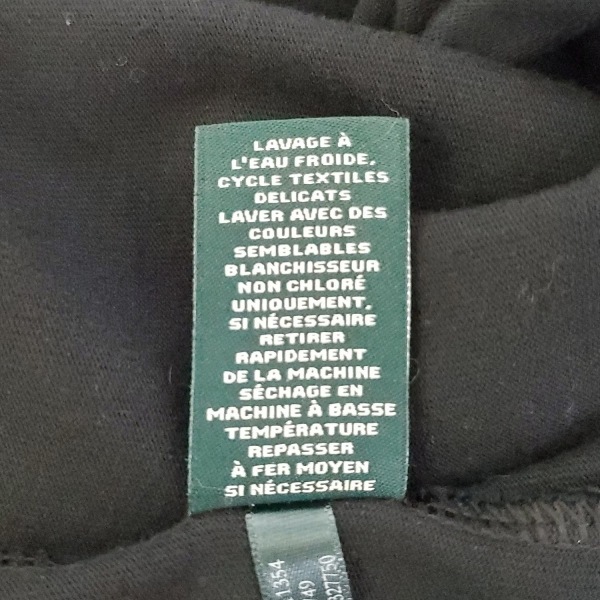 LAVAGE À
L'EAU FROIDE,
CYCLE TEXTILES
DELICATS
LAVER AVEC DES
COULEURS
SEMBLABLES
BLANCHISSEUR
NON CHLORÉ
UNIQUEMENT,
SI NÉCESSAIRE
RETIRER
RAPIDEMENT
DE LA MACHINE
SÉCHAGE EN
MACHINE À BASSE
TEMPÉRATURE
REPASSER
À FER MOYEN
SI NÉCESSAIRE